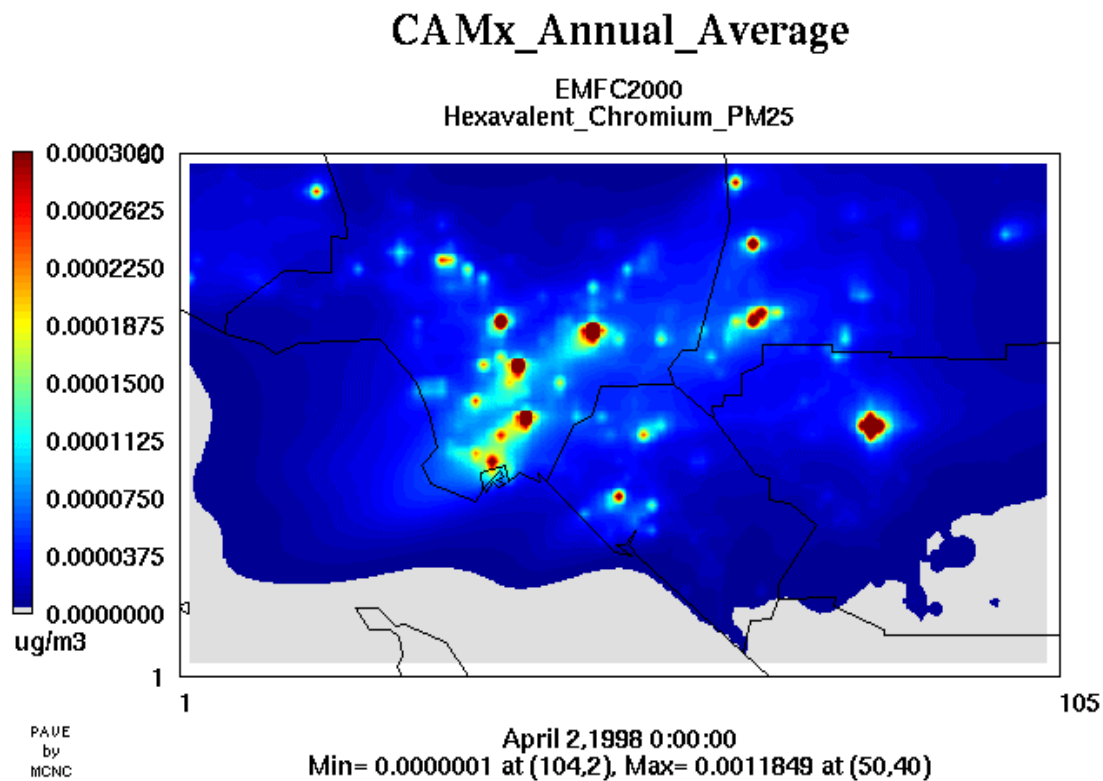 CAMx_Annual_Average
EMFC2000
Hexavalent_Chromium_PM25
0.0003000
60
0.0002625
0.0002250
0.0001875
0.0001500
0.0001125
0.0000750
0.0000375
0.0000000
ug/m3
1
1
105
PAVE
by
MCNC
April 2,1998 0:00:00
Min= 0.0000001 at (104,2), Max= 0.0011849 at (50,40)